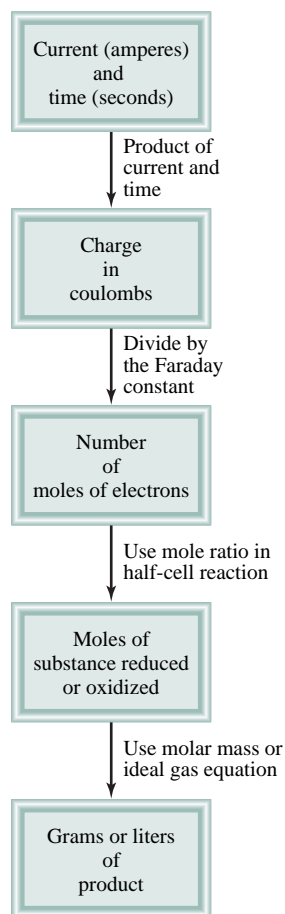 Current (amperes)
and
time (seconds)
Product of
current and
time
Charge
in
coulombs
Divide by
the Faraday
constant
Number
of
moles of electrons
Use mole ratio in
half-cell reaction
Moles of
substance reduced
or oxidized
Use molar mass or
ideal gas equation
Grams or liters
of
product